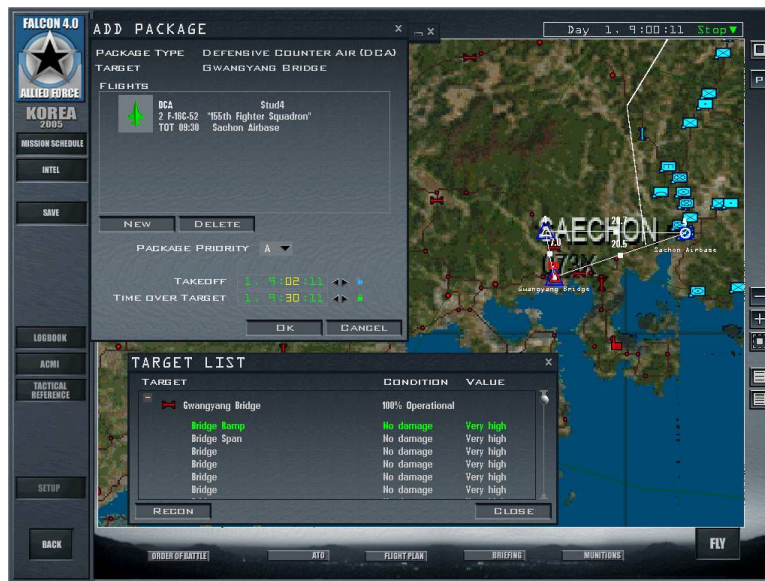 FALCON 4.0
ALLIED FORCE
KOREA
2005
MISSION SCHEDULE
INTEL
SAVE
LOGBOOK
ACMI
TACTICAL
REFERENCE
SETUP
BACK
ADD PACKAGE
PACKAGE TYPE DEFENSIVE COUNTER AIR (DCA)
TARGET GWANGYANG BRIDGE
FLIGHTS
DCA Stud4
2 F-16C-52 "155th Fighter Squadron"
TOT 09:30 Sachon Airbase
NEW DELETE
PACKAGE PRIORITY A
TAKEOFF 1, 9:02:11
TIME OVER TARGET 1, 9:30:11
OK CANCEL
Day 1, 9:00:11 Stop
P
SAECHON
20.7
7.0
20.5
Sachon Airbase
Gwangyang Bridge
TARGET LIST
TARGET CONDITION VALUE
Gwangyang Bridge 100% Operational
Bridge Ramp No damage Very high
Bridge Span No damage Very high
Bridge No damage Very high
Bridge No damage Very high
Bridge No damage Very high
Bridge No damage Very high
RECON CLOSE
ORDER OF BATTLE ATO FLIGHT PLAN BRIEFING MUNITIONS
FLY